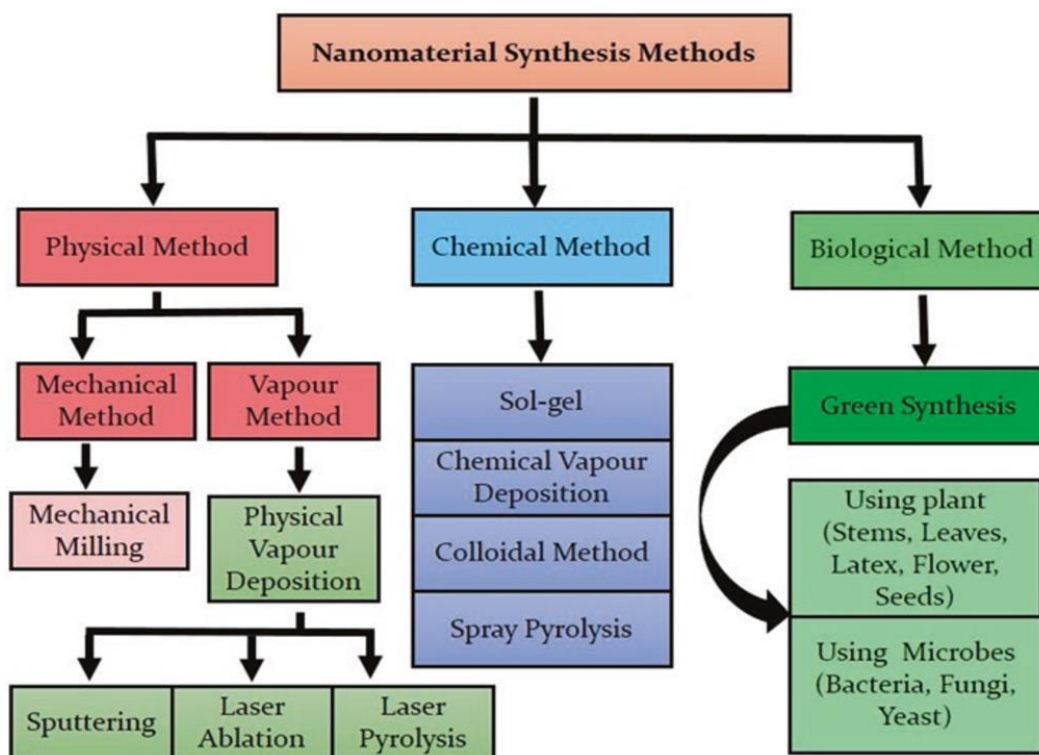 Nanomaterial Synthesis Methods
Physical Method
Chemical Method
Biological Method
Mechanical
Method
Vapour
Method
Mechanical
Milling
Physical
Vapour
Deposition
Sputtering
Laser
Ablation
Laser
Pyrolysis
Sol-gel
Chemical Vapour
Deposition
Colloidal Method
Spray Pyrolysis
Green Synthesis
Using plant
(Stems, Leaves,
Latex, Flower,
Seeds)
Using Microbes
(Bacteria, Fungi,
Yeast)